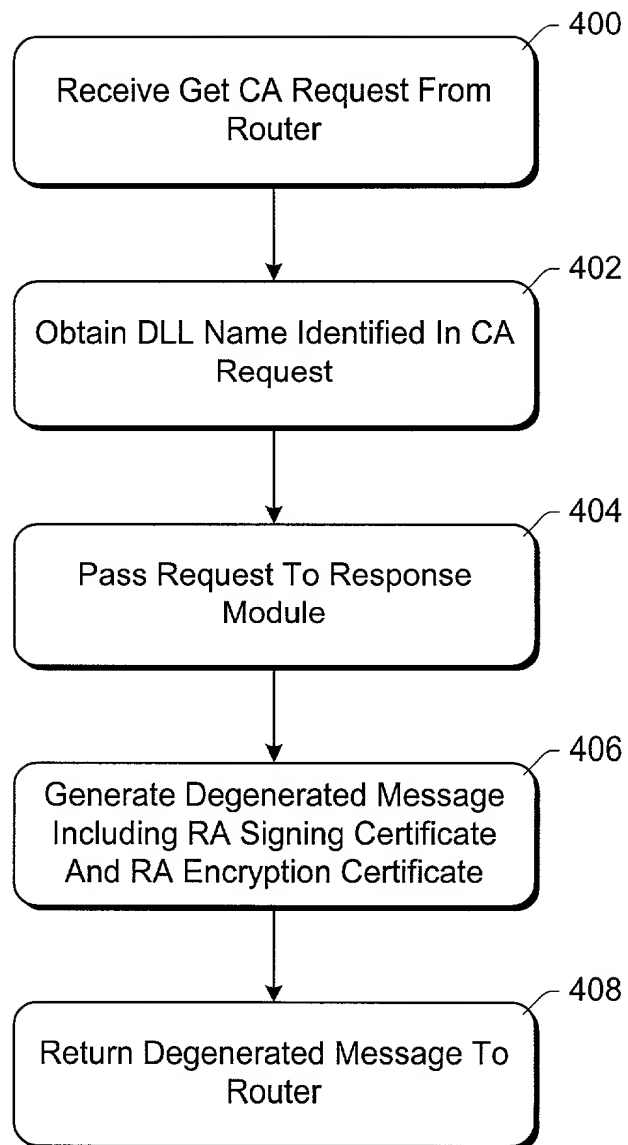 400
Receive Get CA Request From
Router
402
Obtain DLL Name Identified In CA
Request
404
Pass Request To Response
Module
406
Generate Degenerated Message
Including RA Signing Certificate
And RA Encryption Certificate
408
Return Degenerated Message To
Router